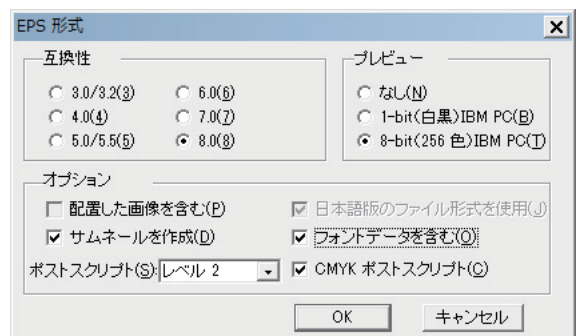 EPS 形式
互換性
3.0/3.2(3)
6.0(6)
4.0(4)
7.0(7)
5.0/5.5(5)
8.0(8)
プレビュー
なし(N)
1-bit(白黒)IBM PC(B)
8-bit(256 色)IBM PC(T)
オプション
配置した画像を含む(P)
日本語版のファイル形式を使用(J)
サムネールを作成(D)
フォントデータを含む(O)
ポストスクリプト(S): レベル 2
CMYK ポストスクリプト(C)
OK
キャンセル